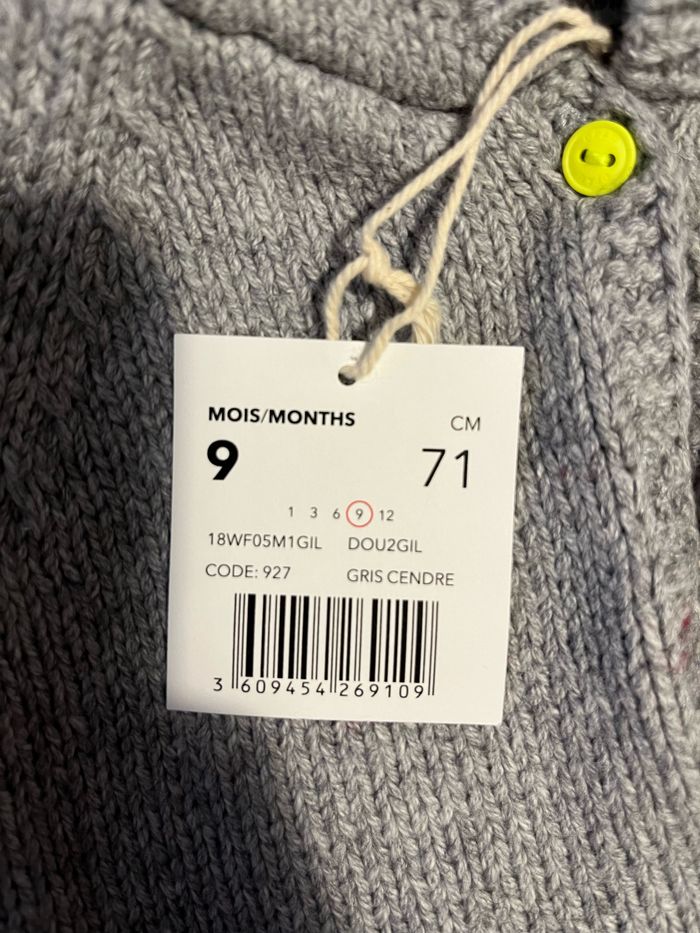 MOIS/MONTHS CM
9 71
1 3 6 9 12
18WF05M1GIL DOU2GIL
CODE: 927 GRIS CENDRE
3 609454 269109